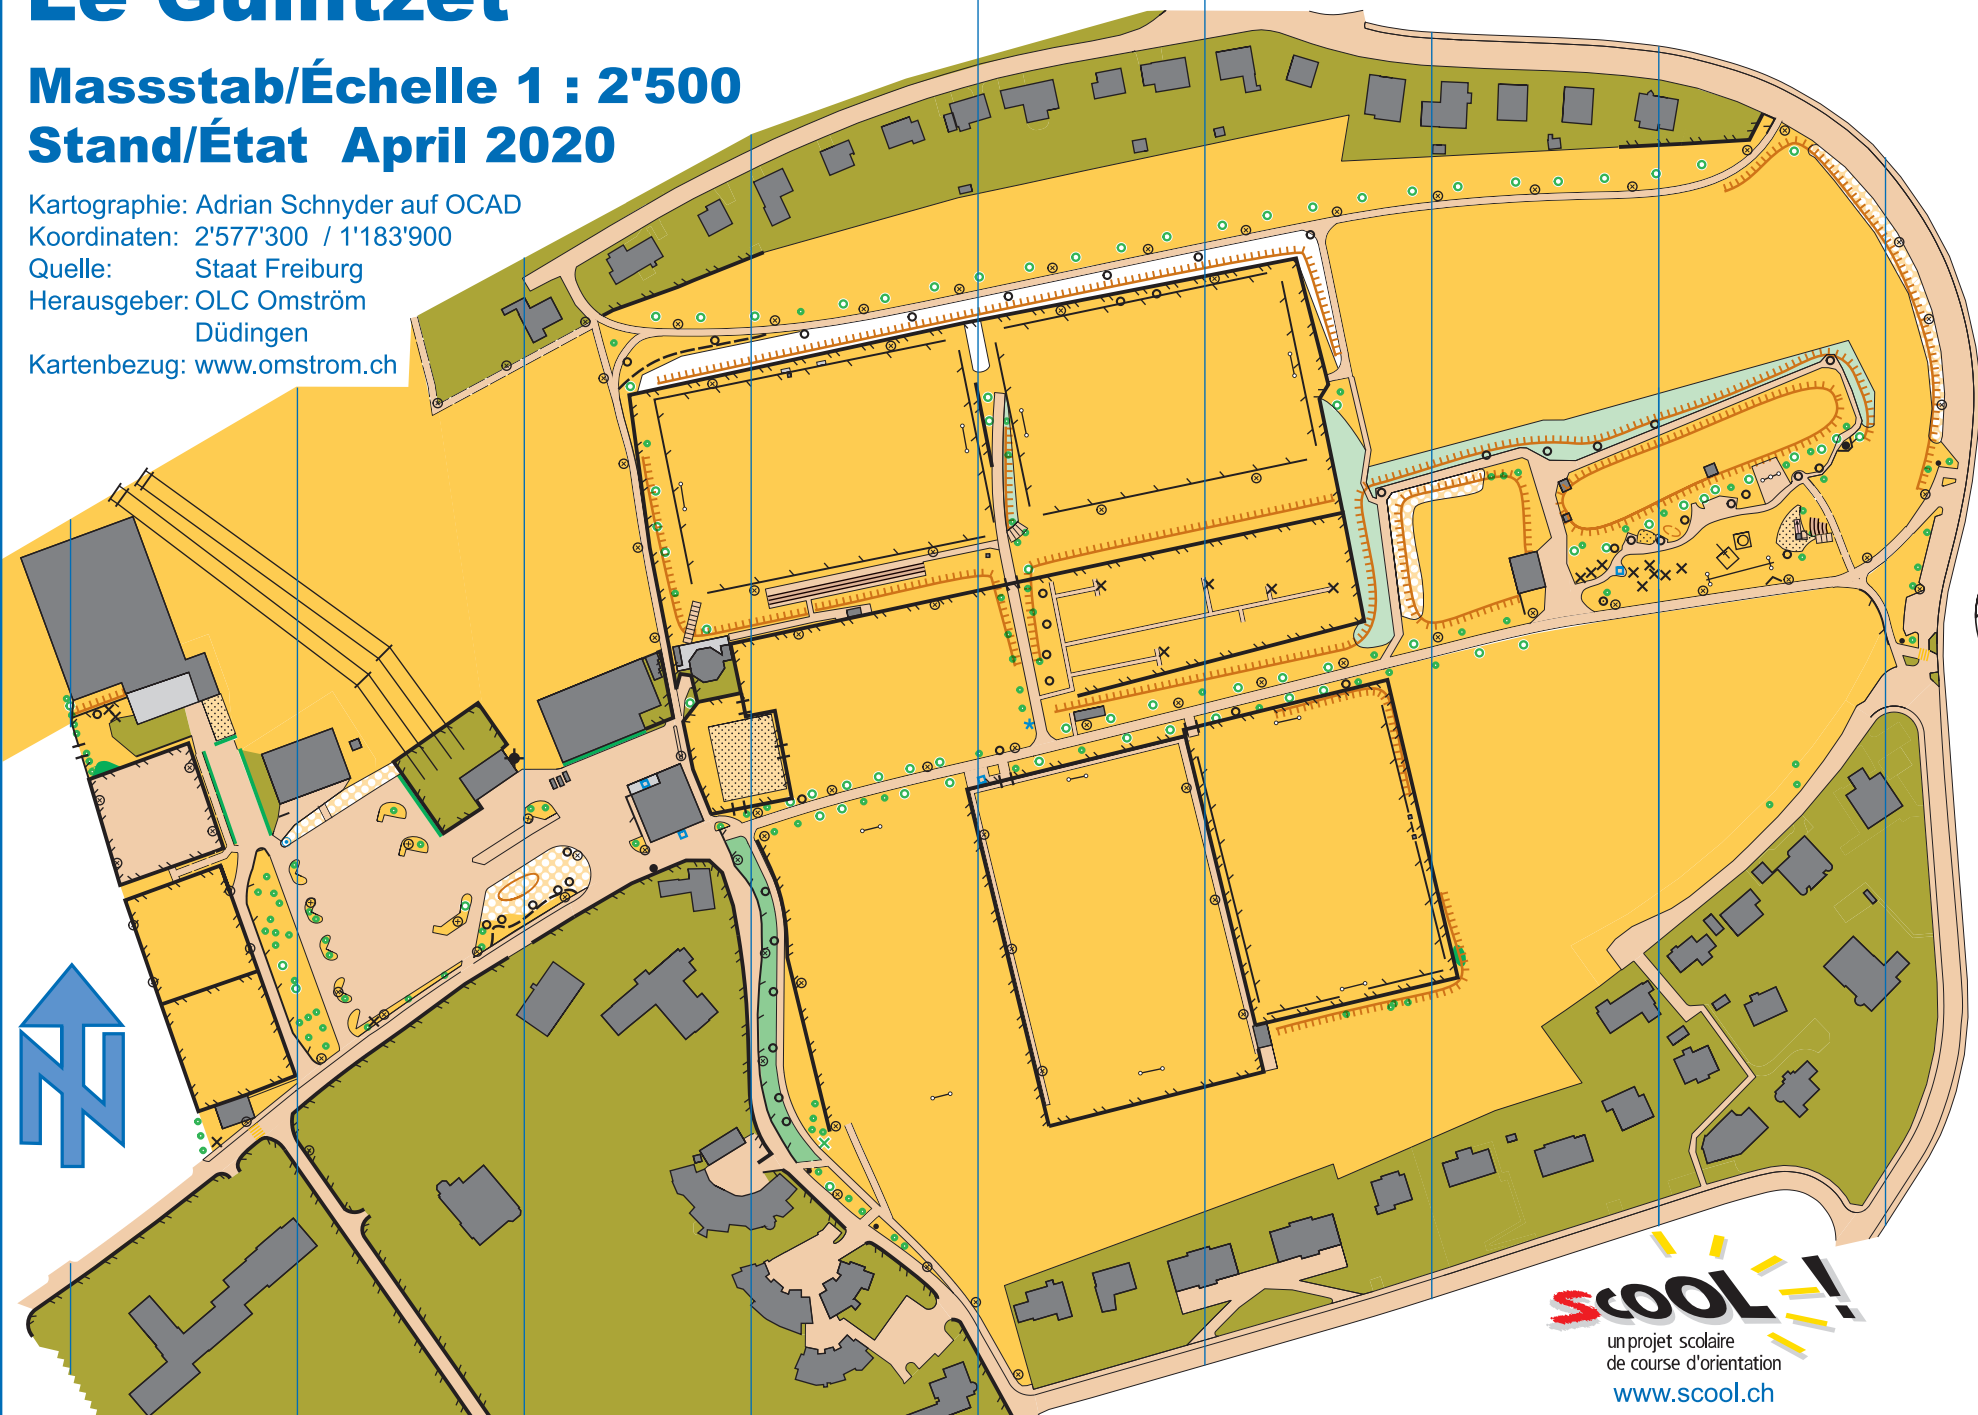 Le Guintzet
Massstab/Échelle 1 : 2'500
Stand/État April 2020
Kartographie: Adrian Schnyder auf OCAD
Koordinaten: 2'577'300 / 1'183'900
Quelle: Staat Freiburg
Herausgeber: OLC Omström
Düdingen
Kartenbezug: www.omstrom.ch
N
scool!
un projet scolaire
de course d'orientation
www.scool.ch